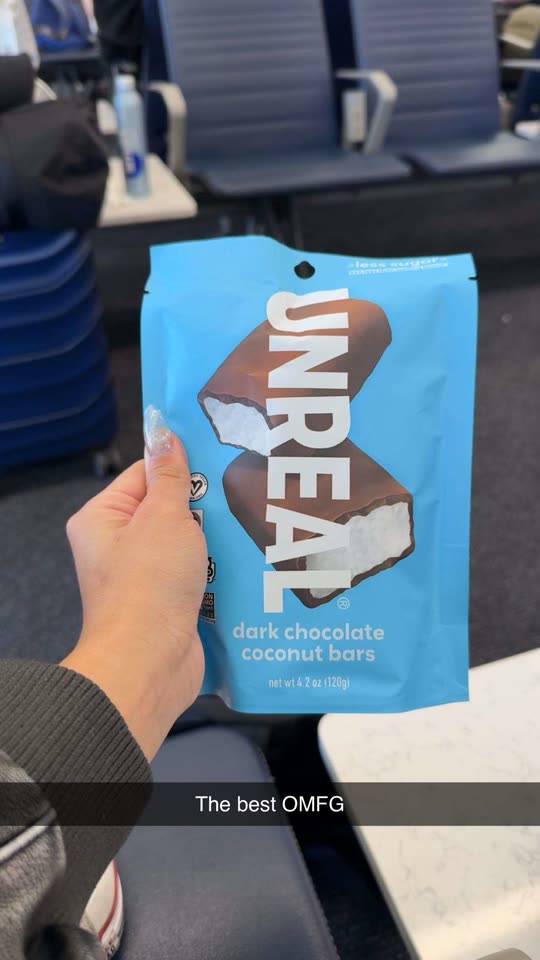 less sugar
UNREAL®
dark chocolate
coconut bars
net wt 4.2 oz (120g)
The best OMFG